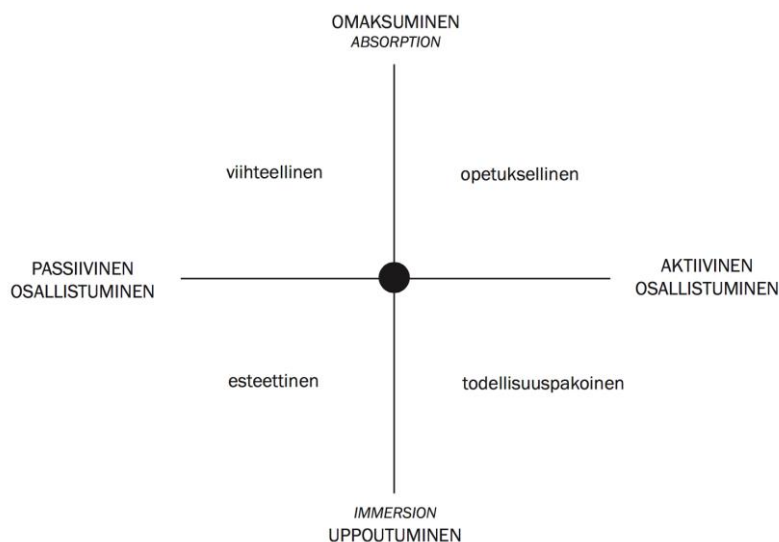 OMAKSUMINEN
ABSORPTION
viihteellinen
opetuksellinen
PASSIIVINEN
OSALLISTUMINEN
AKTIIVINEN
OSALLISTUMINEN
esteettinen
todellisuuspakoinen
IMMERSION
UPPOUTUMINEN